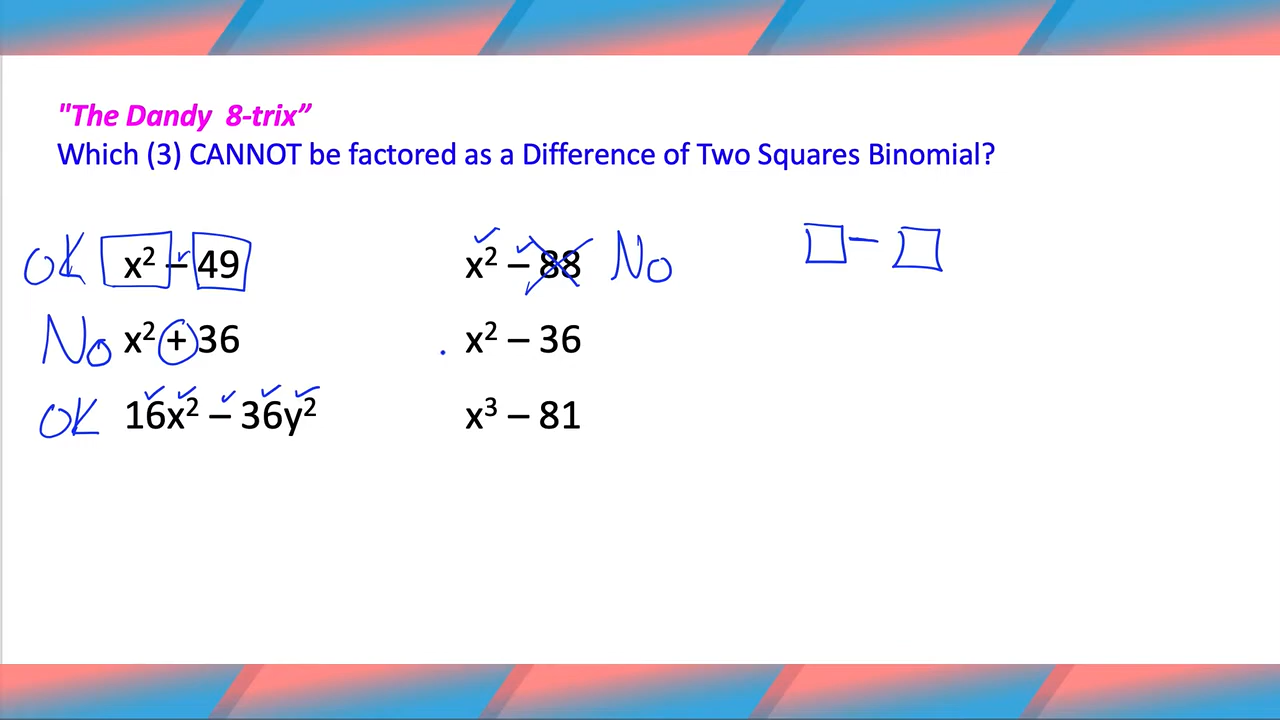 "The Dandy 8-trix”
Which (3) CANNOT be factored as a Difference of Two Squares Binomial?
OK x² – 49
No x² + 36
OK 16x² – 36y²
x² – 88 No
x² – 36
x³ – 81
□ – □